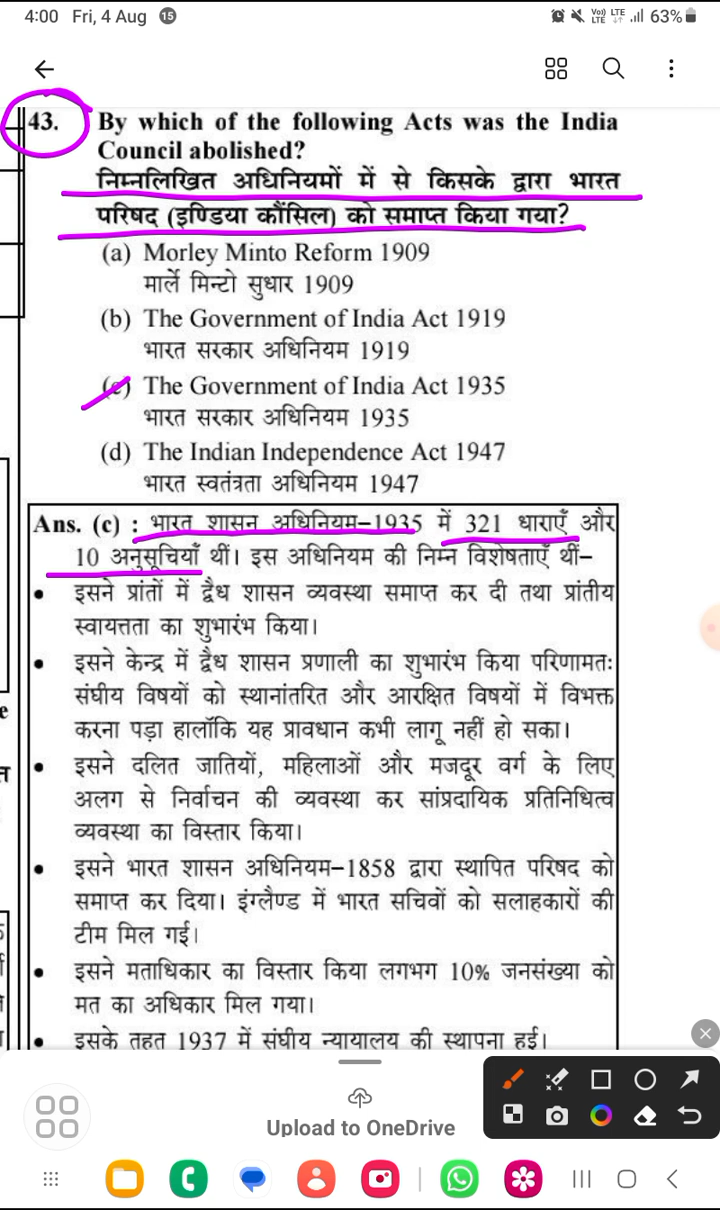 4:00 Fri, 4 Aug 15 Vo) LTE LTE 63%
43. By which of the following Acts was the India
Council abolished?
निम्नलिखित अधिनियमों में से किसके द्वारा भारत
परिषद (इण्डिया कौंसिल) को समाप्त किया गया?
(a) Morley Minto Reform 1909
मार्ले मिन्टो सुधार 1909
(b) The Government of India Act 1919
भारत सरकार अधिनियम 1919
(c) The Government of India Act 1935
भारत सरकार अधिनियम 1935
(d) The Indian Independence Act 1947
भारत स्वतंत्रता अधिनियम 1947
Ans. (c) : भारत शासन अधिनियम–1935 में 321 धाराएँ और
10 अनुसूचियाँ थीं। इस अधिनियम की निम्न विशेषताएँ थीं–
• इसने प्रांतों में द्वैध शासन व्यवस्था समाप्त कर दी तथा प्रांतीय
स्वायत्तता का शुभारंभ किया।
• इसने केन्द्र में द्वैध शासन प्रणाली का शुभारंभ किया परिणामतः
संघीय विषयों को स्थानांतरित और आरक्षित विषयों में विभक्त
करना पड़ा हालॉकि यह प्रावधान कभी लागू नहीं हो सका।
• इसने दलित जातियों, महिलाओं और मजदूर वर्ग के लिए
अलग से निर्वाचन की व्यवस्था कर सांप्रदायिक प्रतिनिधित्व
व्यवस्था का विस्तार किया।
• इसने भारत शासन अधिनियम–1858 द्वारा स्थापित परिषद को
समाप्त कर दिया। इंग्लैण्ड में भारत सचिवों को सलाहकारों की
टीम मिल गई।
• इसने मताधिकार का विस्तार किया लगभग 10% जनसंख्या को
मत का अधिकार मिल गया।
• इसके तहत 1937 में संघीय न्यायालय की स्थापना हुई।
Upload to OneDrive